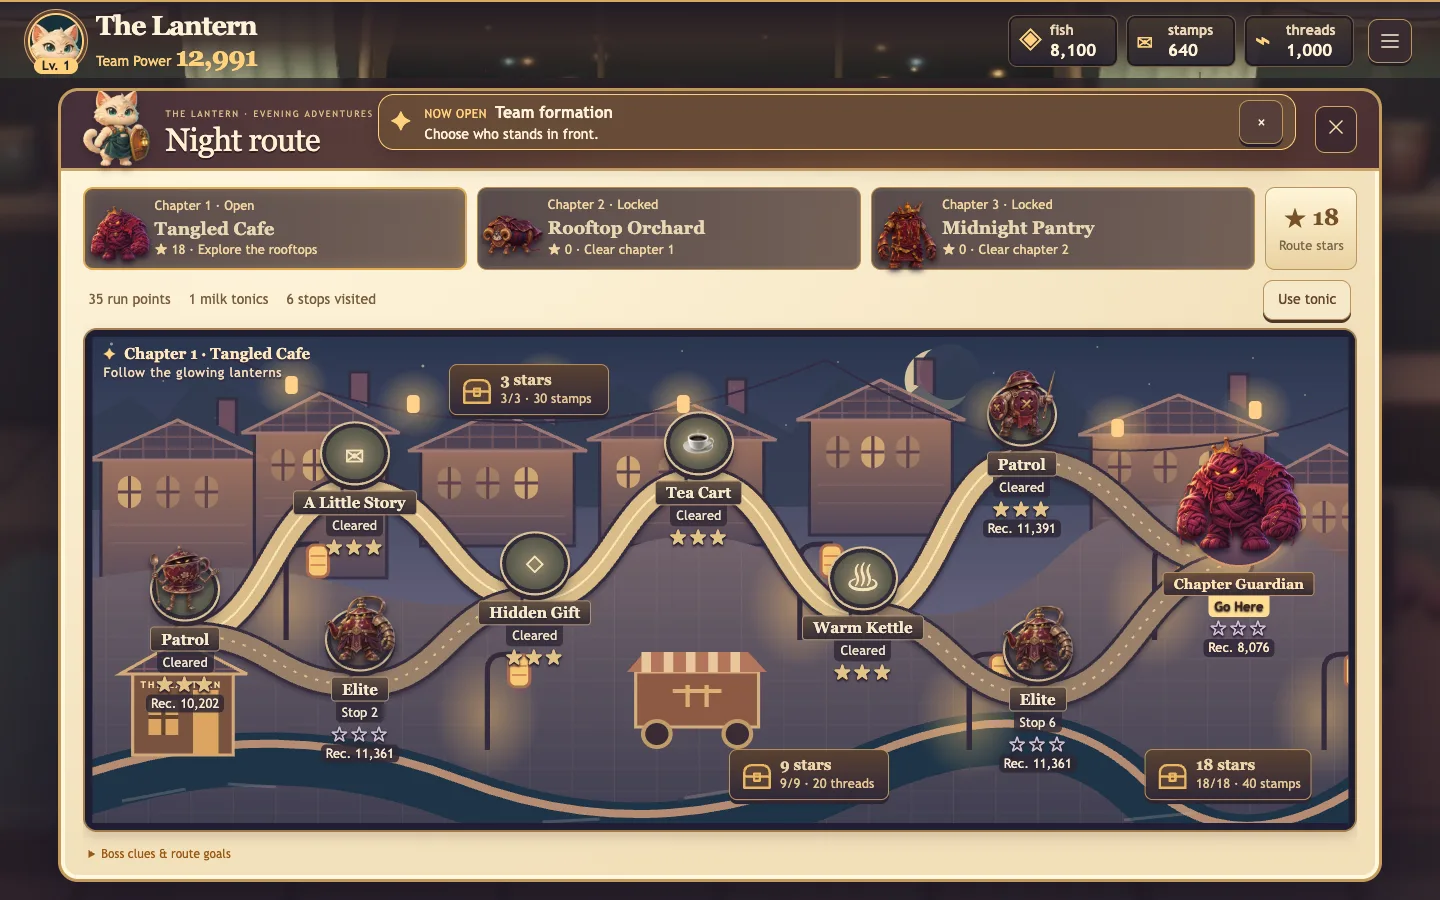 The Lantern
Team Power 12,991
Lv. 1
fish
8,100
stamps
640
threads
1,000
THE LANTERN · EVENING ADVENTURES
Night route
NOW OPEN Team formation
Choose who stands in front.
×
Chapter 1 · Open
Tangled Cafe
★ 18 · Explore the rooftops
Chapter 2 · Locked
Rooftop Orchard
★ 0 · Clear chapter 1
Chapter 3 · Locked
Midnight Pantry
★ 0 · Clear chapter 2
★ 18
Route stars
35 run points 1 milk tonics 6 stops visited
Use tonic
Chapter 1 · Tangled Cafe
Follow the glowing lanterns
3 stars
3/3 · 30 stamps
A Little Story
Cleared
Tea Cart
Cleared
Patrol
Cleared
Rec. 11,391
Hidden Gift
Cleared
Warm Kettle
Cleared
Chapter Guardian
Go Here
Rec. 8,076
Patrol
Cleared
Rec. 10,202
Elite
Stop 2
Rec. 11,361
Elite
Stop 6
Rec. 11,361
9 stars
9/9 · 20 threads
18 stars
18/18 · 40 stamps
Boss clues & route goals